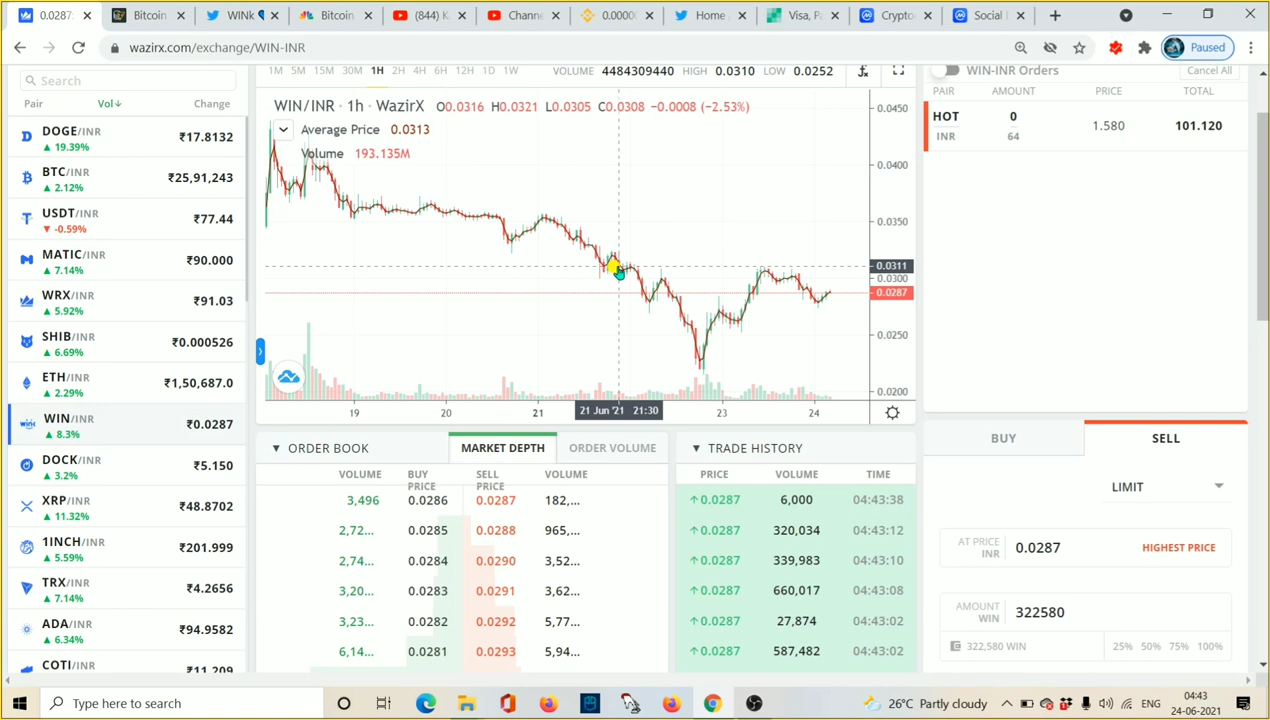 0.0287:
Bitcoin
WINk
Bitcoin
(844) K
Channe
0.0000
Home
Visa, P
Crypto
Social
wazirx.com/exchange/WIN-INR
Paused
Search
Pair Vol↓ Change
DOGE/INR ₹17.8132
▲ 19.39%
BTC/INR ₹25,91,243
▲ 2.12%
USDT/INR ₹77.44
▼ -0.59%
MATIC/INR ₹90.000
▲ 7.14%
WRX/INR ₹91.03
▲ 5.92%
SHIB/INR ₹0.000526
▲ 6.69%
ETH/INR ₹1,50,687.0
▲ 2.29%
WIN/INR ₹0.0287
▲ 8.3%
DOCK/INR ₹5.150
▲ 3.2%
XRP/INR ₹48.8702
▲ 11.32%
1INCH/INR ₹201.999
▲ 5.59%
TRX/INR ₹4.2656
▲ 7.14%
ADA/INR ₹94.9582
▲ 6.34%
COTI/INR ₹11.209
1M 5M 15M 30M 1H 2H 4H 6H 12H 1D 1W VOLUME 4484309440 HIGH 0.0310 LOW 0.0252
WIN/INR · 1h · WazirX O0.0316 H0.0321 L0.0305 C0.0308 −0.0008 (−2.53%)
Average Price 0.0313
Volume 193.135M
0.0450
0.0400
0.0350
0.0311
0.0300
0.0287
0.0250
0.0200
19 20 21 21 Jun '21 21:30 23 24
▼ ORDER BOOK MARKET DEPTH ORDER VOLUME
VOLUME BUY PRICE SELL PRICE VOLUME
3,496 0.0286 0.0287 182,...
2,72... 0.0285 0.0288 965,...
2,74... 0.0284 0.0290 3,52...
3,20... 0.0283 0.0291 3,62...
3,23... 0.0282 0.0292 5,77...
6,14... 0.0281 0.0293 5,94...
▼ TRADE HISTORY
PRICE VOLUME TIME
↑0.0287 6,000 04:43:38
↑0.0287 320,034 04:43:12
↑0.0287 339,983 04:43:10
↑0.0287 660,017 04:43:08
↑0.0287 27,874 04:43:02
↑0.0287 587,482 04:43:02
WIN-INR Orders Cancel All
PAIR AMOUNT PRICE TOTAL
HOT 0 1.580 101.120
INR 64
BUY SELL
LIMIT
AT PRICE INR 0.0287 HIGHEST PRICE
AMOUNT WIN 322580
322,580 WIN 25% 50% 75% 100%
Type here to search
26°C Partly cloudy
ENG
04:43
24-06-2021